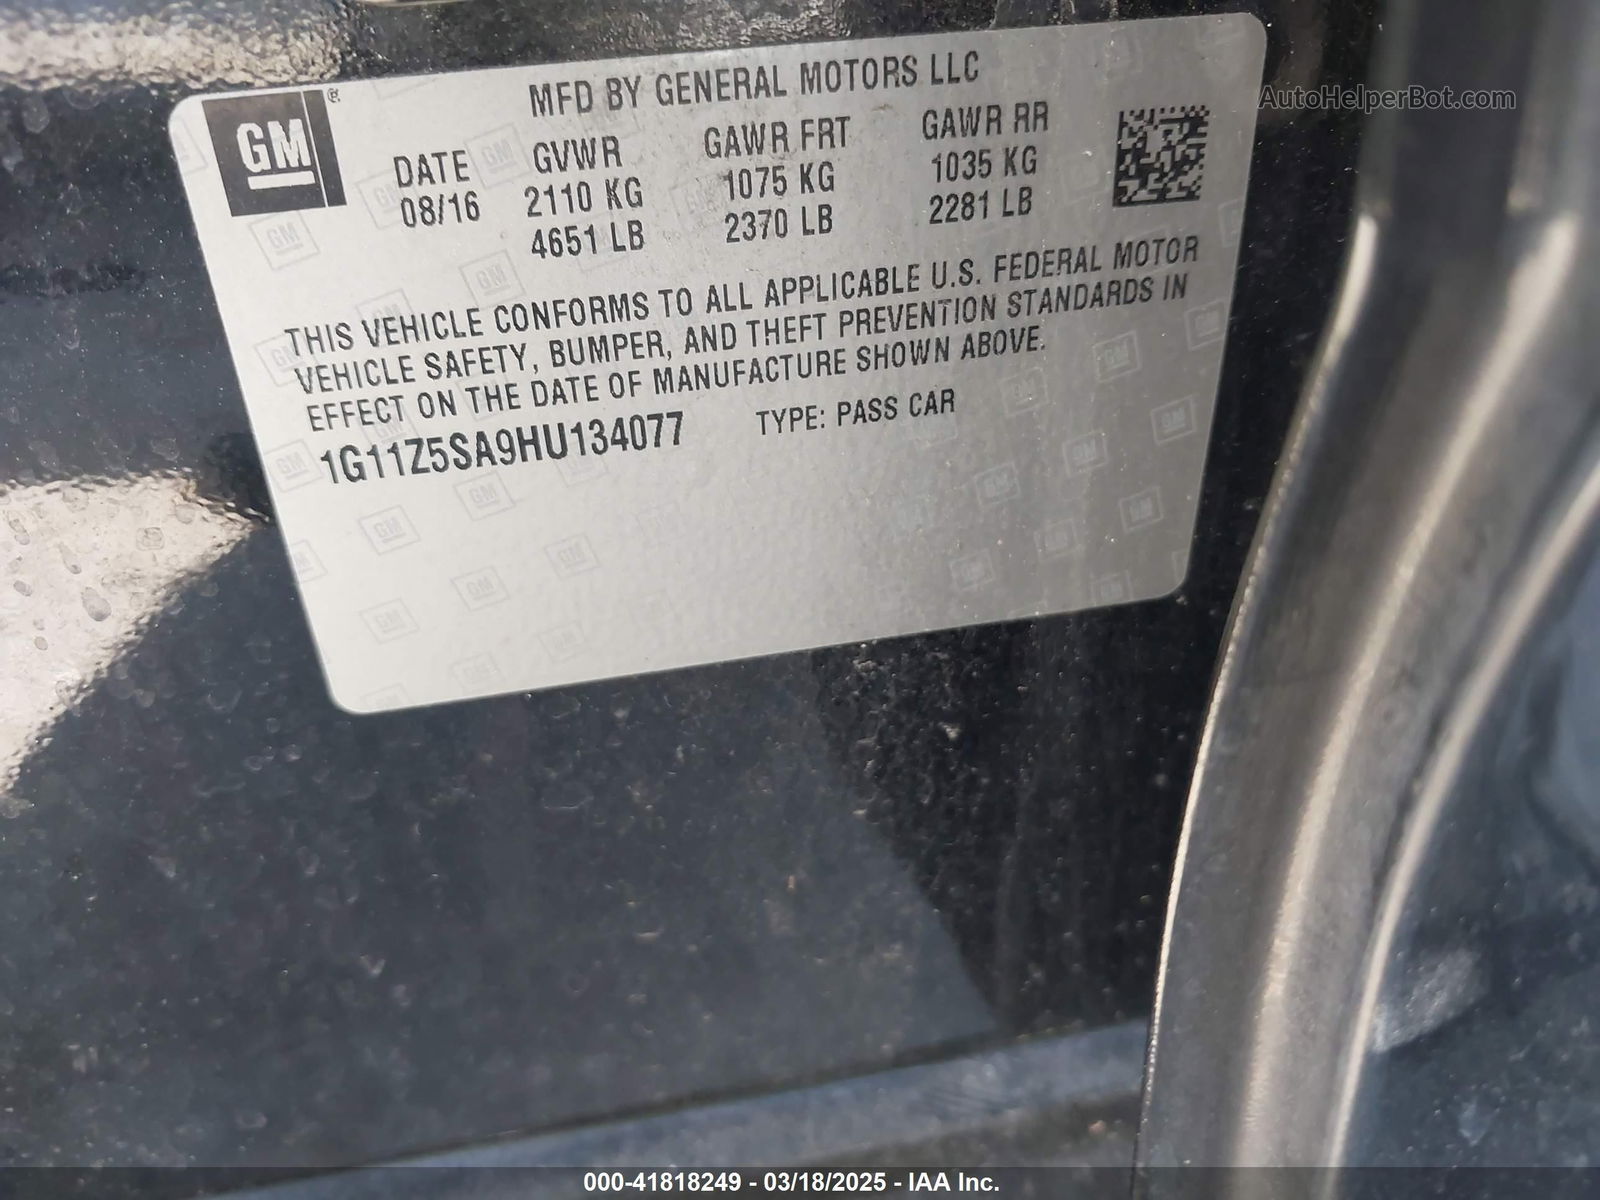 GM ®
MFD BY GENERAL MOTORS LLC
DATE GVWR GAWR FRT GAWR RR
08/16 2110 KG 1075 KG 1035 KG
4651 LB 2370 LB 2281 LB
THIS VEHICLE CONFORMS TO ALL APPLICABLE U.S. FEDERAL MOTOR
VEHICLE SAFETY, BUMPER, AND THEFT PREVENTION STANDARDS IN
EFFECT ON THE DATE OF MANUFACTURE SHOWN ABOVE.
1G11Z5SA9HU134077 TYPE: PASS CAR
AutoHelperBot.com
000-41818249 - 03/18/2025 - IAA Inc.